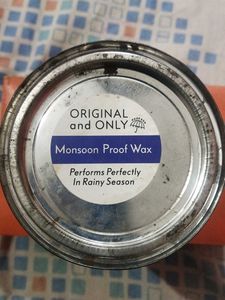 ORIGINAL
and ONLY
Monsoon Proof Wax
Performs Perfectly
In Rainy Season